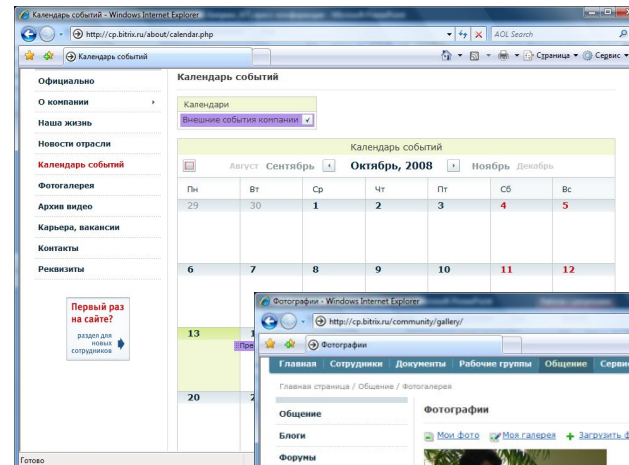 Календарь событий - Windows Internet Explorer
http://cp.bitrix.ru/about/calendar.php
AOL Search
Календарь событий
Страница
Сервис
Официально
О компании
Наша жизнь
Новости отрасли
Календарь событий
Фотогалерея
Архив видео
Карьера, вакансии
Контакты
Реквизиты
Первый раз
на сайте?
раздел для
новых
сотрудников
Календарь событий
Календари
Внешние события компании
Календарь событий
Август Сентябрь Октябрь, 2008 Ноябрь Декабрь
Пн Вт Ср Чт Пт Сб Вс
29 30 1 2 3 4 5
6 7 8 9 10 11 12
13 1
Пре
20 2
Готово
Фотографии - Windows Internet Explorer
http://cp.bitrix.ru/community/gallery/
Фотографии
Главная Сотрудники Документы Рабочие группы Общение Серви
Главная страница / Общение / Фотогалерея
Общение
Блоги
Форумы
Фотографии
Мои фото Моя галерея Загрузить ф